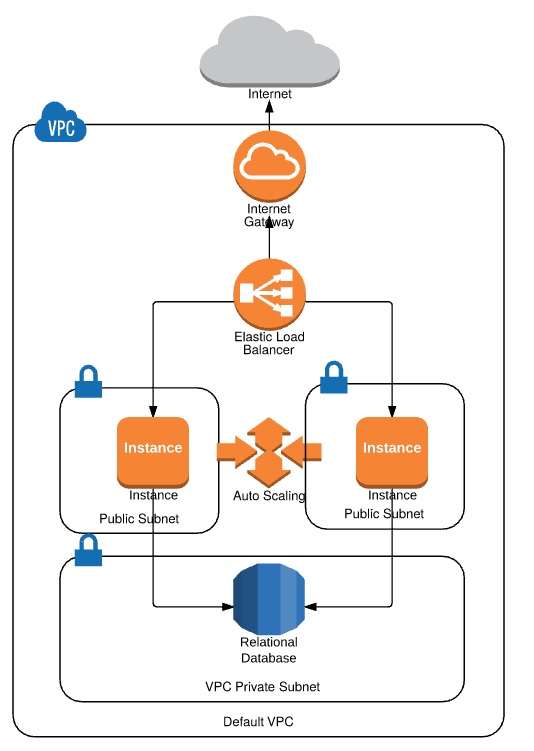 Internet
VPC
Internet
Gateway
Elastic Load
Balancer
Instance
Instance
Instance
Auto Scaling
Instance
Public Subnet
Public Subnet
Relational
Database
VPC Private Subnet
Default VPC